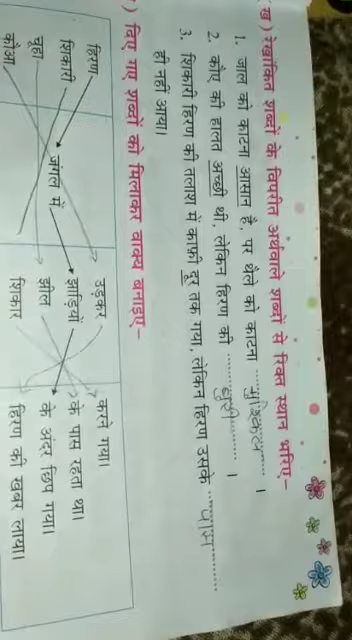 ख ) रेखांकित शब्दों के विपरीत अर्थवाले शब्दों से रिक्त स्थान भरिए–
1. जाल को काटना आसान है, पर थैले को काटना ....मुश्किल.... ।
2. कौए की हालत अच्छी थी, लेकिन हिरण की ....बुरी.... ।
3. शिकारी हिरण की तलाश में काफ़ी दूर तक गया, लेकिन हिरण उसके ....पास....
ही नहीं आया।
) दिए गए शब्दों को मिलाकर वाक्य बनाइए–
हिरण
शिकारी
चूहा
कौआ
जंगल में
उड़कर
झाड़ियों
झील
शिकार
करने गया।
के पास रहता था।
के अंदर छिप गया।
हिरण की खबर लाया।